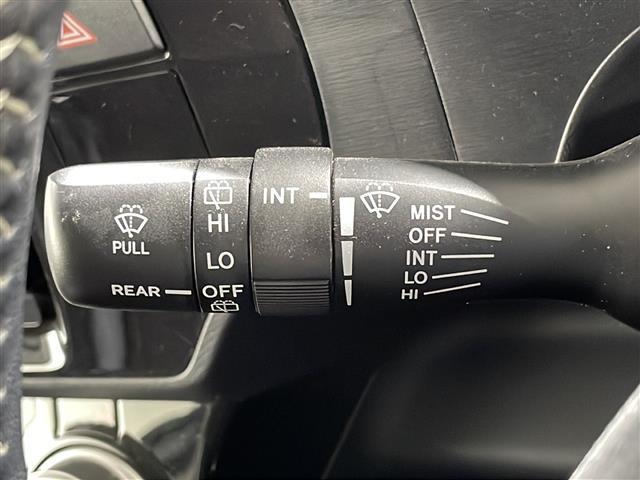 PULL
REAR
HI
LO
OFF
INT
MIST
OFF
INT
LO
HI